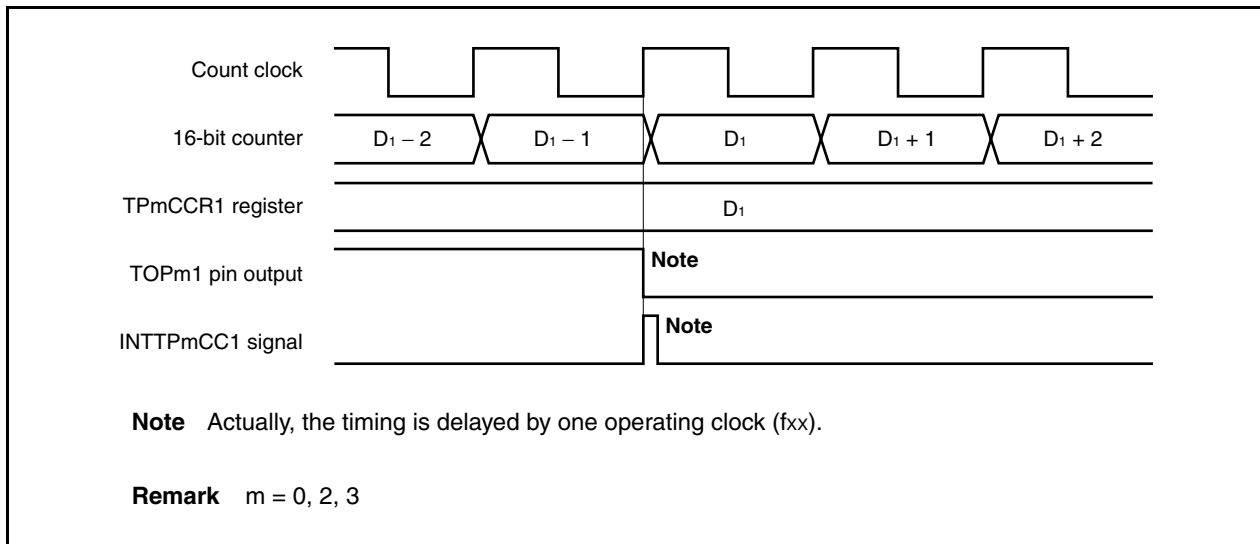 Count clock
16-bit counter
D1 − 2 D1 − 1 D1 D1 + 1 D1 + 2
TPmCCR1 register
D1
TOPm1 pin output
Note
INTTPmCC1 signal
Note
Note Actually, the timing is delayed by one operating clock (fxx).
Remark m = 0, 2, 3